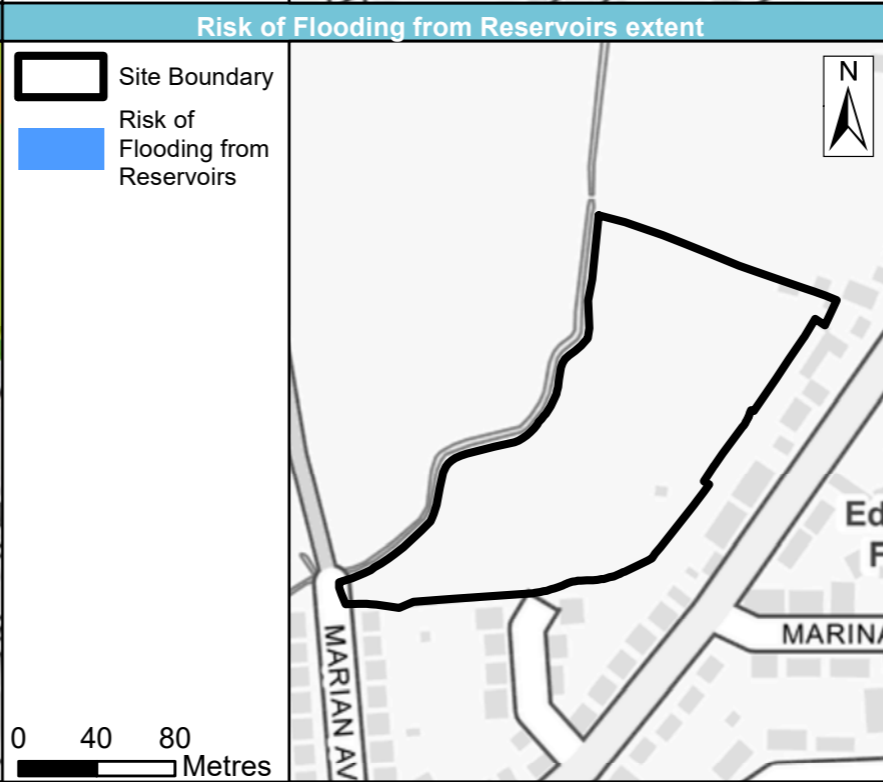 Risk of Flooding from Reservoirs extent
Site Boundary
Risk of
Flooding from
Reservoirs
N
Ed
F
MARINA
MARIAN AV
0 40 80
Metres